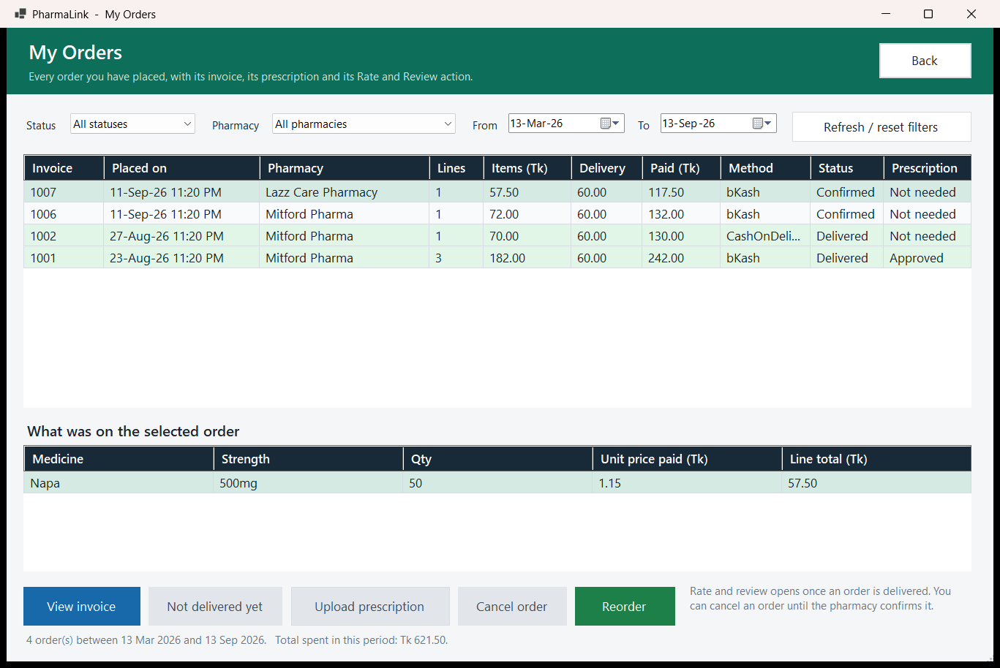 PharmaLink - My Orders
My Orders
Back
Every order you have placed, with its invoice, its prescription and its Rate and Review action.
Status All statuses Pharmacy All pharmacies From 13-Mar-26 To 13-Sep-26 Refresh / reset filters
Invoice Placed on Pharmacy Lines Items (Tk) Delivery Paid (Tk) Method Status Prescription
1007 11-Sep-26 11:20 PM Lazz Care Pharmacy 1 57.50 60.00 117.50 bKash Confirmed Not needed
1006 11-Sep-26 11:20 PM Mitford Pharma 1 72.00 60.00 132.00 bKash Confirmed Not needed
1002 27-Aug-26 11:20 PM Mitford Pharma 1 70.00 60.00 130.00 CashOnDeli... Delivered Not needed
1001 23-Aug-26 11:20 PM Mitford Pharma 3 182.00 60.00 242.00 bKash Delivered Approved
What was on the selected order
Medicine Strength Qty Unit price paid (Tk) Line total (Tk)
Napa 500mg 50 1.15 57.50
View invoice Not delivered yet Upload prescription Cancel order Reorder
Rate and review opens once an order is delivered. You
can cancel an order until the pharmacy confirms it.
4 order(s) between 13 Mar 2026 and 13 Sep 2026. Total spent in this period: Tk 621.50.